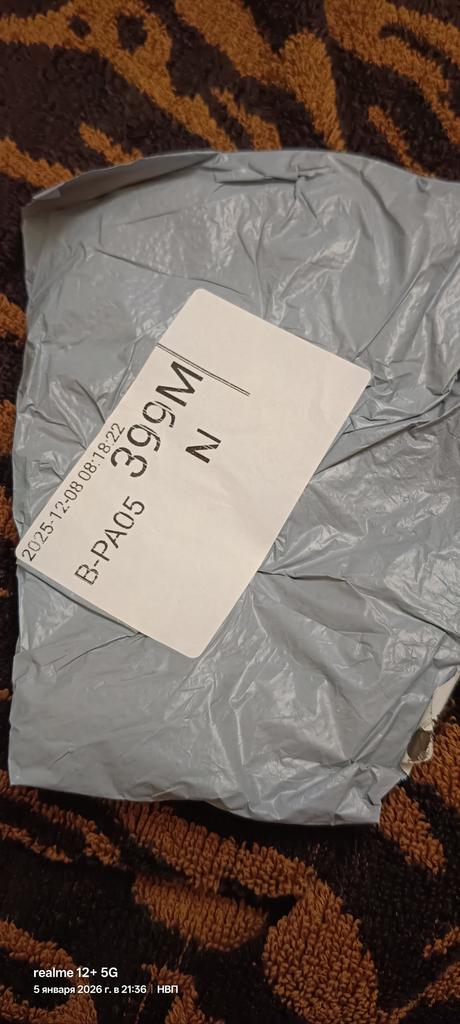 2025-12-08 08:18:22
399M
B-PA05
N
realme 12+ 5G
5 января 2026 г. в 21:36 | НВП